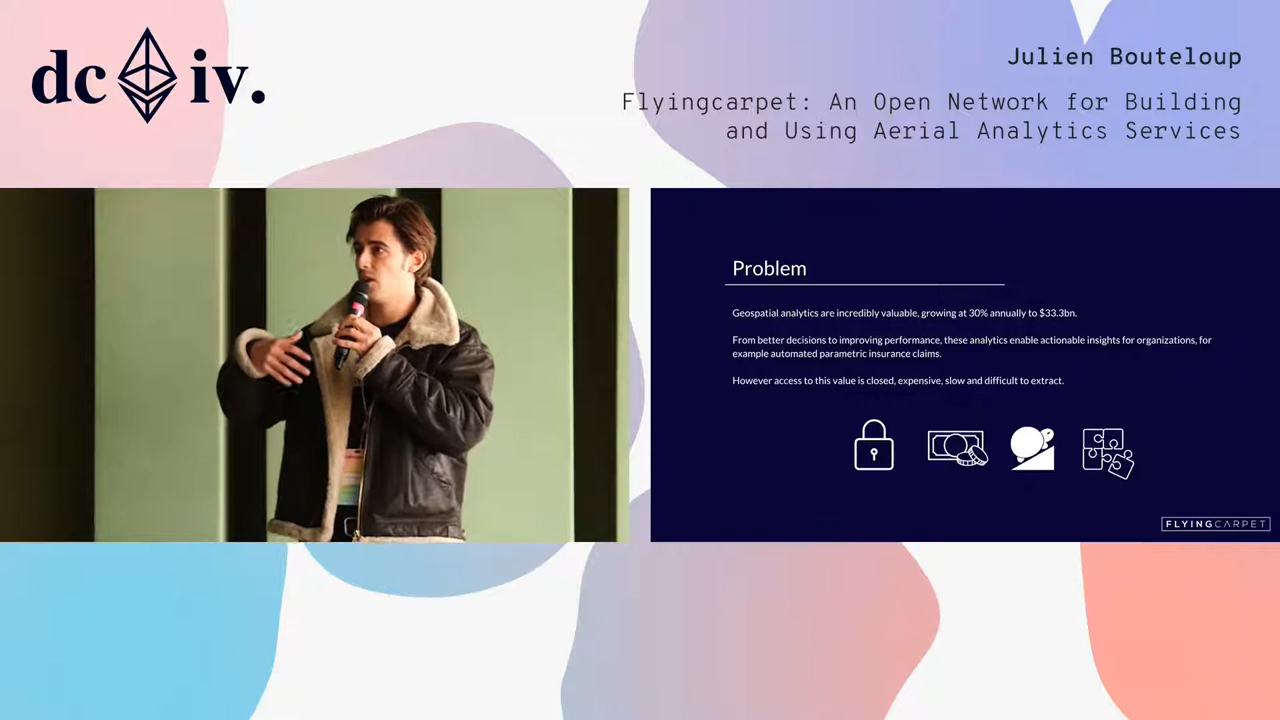 dc iv.
Julien Bouteloup
Flyingcarpet: An Open Network for Building
and Using Aerial Analytics Services
Problem
Geospatial analytics are incredibly valuable, growing at 30% annually to $33.3bn.
From better decisions to improving performance, these analytics enable actionable insights for organizations, for
example automated parametric insurance claims.
However access to this value is closed, expensive, slow and difficult to extract.
FLYINGCARPET